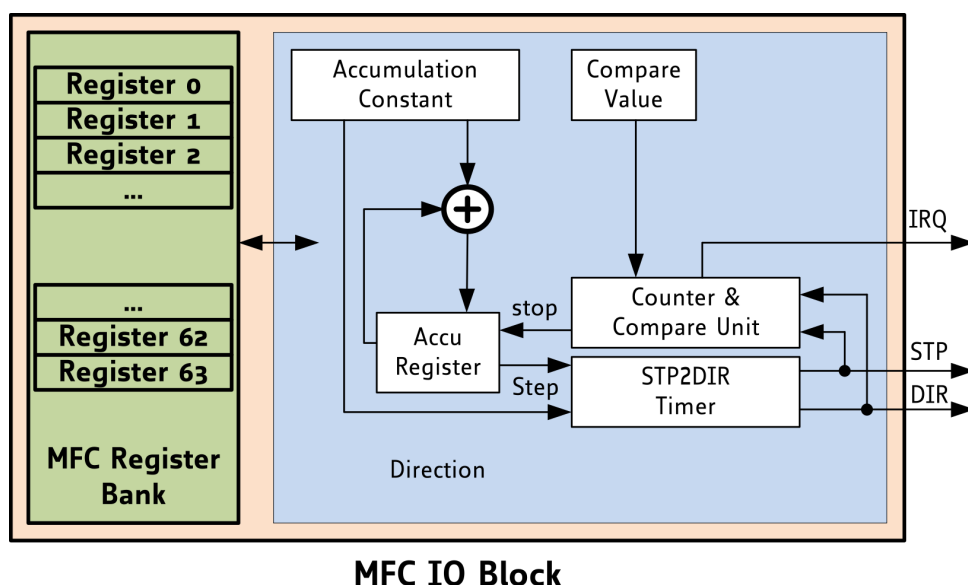 Register 0
Register 1
Register 2
...
...
Register 62
Register 63
MFC Register
Bank
Accumulation
Constant
Compare
Value
+
IRQ
stop
Counter &
Compare Unit
Accu
Register
Step
STP2DIR
Timer
STP
DIR
Direction
MFC IO Block